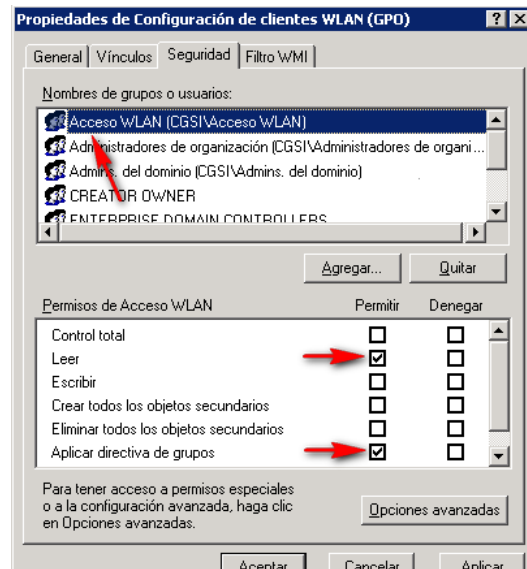 Propiedades de Configuración de clientes WLAN (GPO)
General Vínculos Seguridad Filtro WMI
Nombres de grupos o usuarios:
Acceso WLAN (CGSI\Acceso WLAN)
Administradores de organización (CGSI\Administradores de organi...
Admins. del dominio (CGSI\Admins. del dominio)
CREATOR OWNER
ENTERPRISE DOMAIN CONTROLLERS
Agregar... Quitar
Permisos de Acceso WLAN Permitir Denegar
Control total
Leer
Escribir
Crear todos los objetos secundarios
Eliminar todos los objetos secundarios
Aplicar directiva de grupos
Para tener acceso a permisos especiales
o a la configuración avanzada, haga clic
en Opciones avanzadas.
Opciones avanzadas
Aceptar Cancelar Aplicar